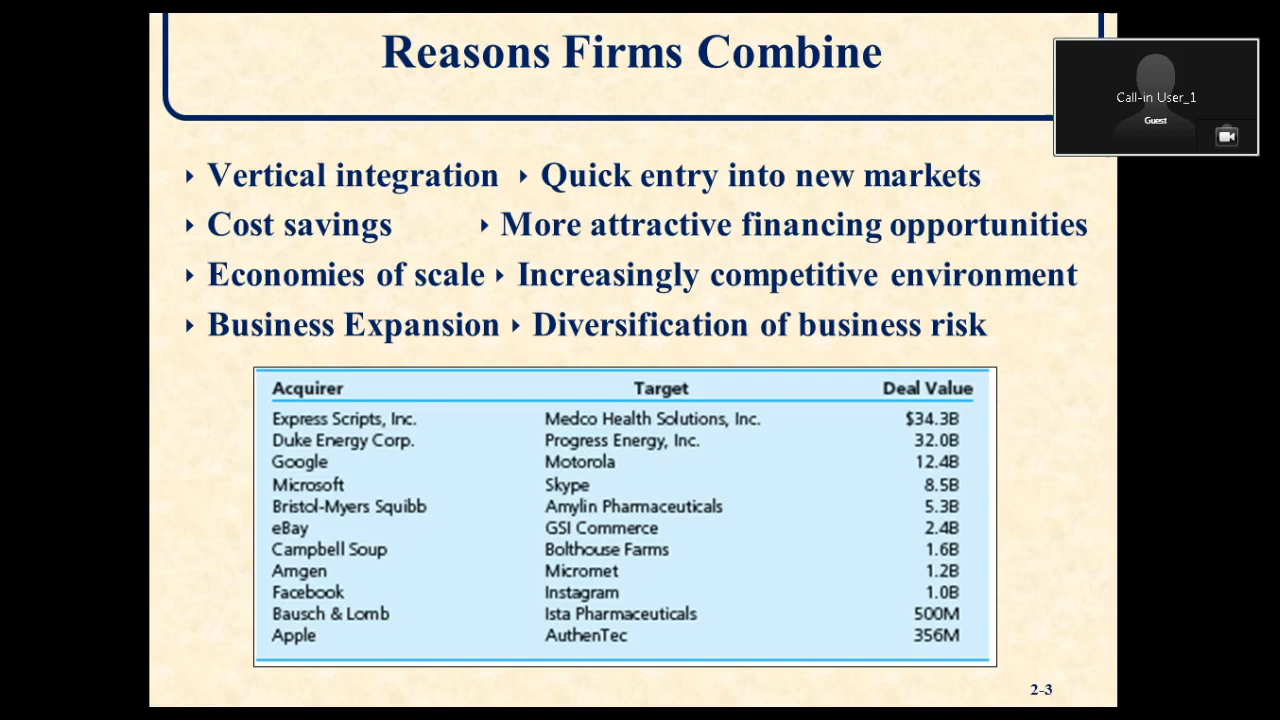 Reasons Firms Combine
Call-in User_1
Guest
‣ Vertical integration ‣ Quick entry into new markets
‣ Cost savings ‣ More attractive financing opportunities
‣ Economies of scale ‣ Increasingly competitive environment
‣ Business Expansion ‣ Diversification of business risk
Acquirer Target Deal Value
Express Scripts, Inc. Medco Health Solutions, Inc. $34.3B
Duke Energy Corp. Progress Energy, Inc. 32.0B
Google Motorola 12.4B
Microsoft Skype 8.5B
Bristol-Myers Squibb Amylin Pharmaceuticals 5.3B
eBay GSI Commerce 2.4B
Campbell Soup Bolthouse Farms 1.6B
Amgen Micromet 1.2B
Facebook Instagram 1.0B
Bausch & Lomb Ista Pharmaceuticals 500M
Apple AuthenTec 356M
2-3